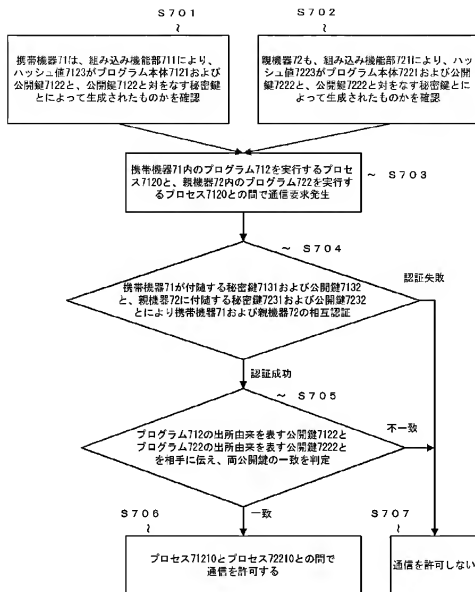 S701
携帯機器71は、組み込み機能部711により、
ハッシュ値7123がプログラム本体7121および
公開鍵7122と、公開鍵7122と対をなす秘密鍵
とによって生成されたものかを確認
S702
親機器72も、組み込み機能部721により、ハッ
シュ値7223がプログラム本体7221および公開
鍵7222と、公開鍵7222と対をなす秘密鍵とに
よって生成されたものかを確認
携帯機器71内のプログラム712を実行するプロセ
ス7120と、親機器72内のプログラム722を実行す
るプロセス7120との間で通信要求発生
~ S703
~ S704
携帯機器71が付随する秘密鍵7131および公開鍵7132
と、親機器72に付随する秘密鍵7231および公開鍵7232
とにより携帯機器71および親機器72の相互認証
認証失敗
認証成功
~ S705
プログラム712の出所由来を表す公開鍵7122と
プログラム722の出所由来を表す公開鍵7222と
を相手に伝え、両公開鍵の一致を判定
不一致
一致
S706
プロセス71210とプロセス72210との間で
通信を許可する
S707
通信を許可しない